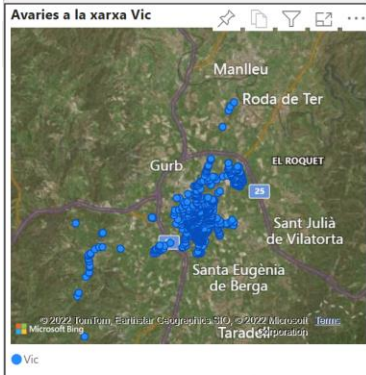 Avaries a la xarxa Vic
Manlleu
Roda de Ter
Gurb
EL ROQUET
25
Sant Julià
de Vilatorta
Santa Eugènia
de Berga
© 2022 TomTom, Earthstar Geographics SIO, © 2022 Microsoft Corporation Terms
Microsoft Bing
Taradell
Vic